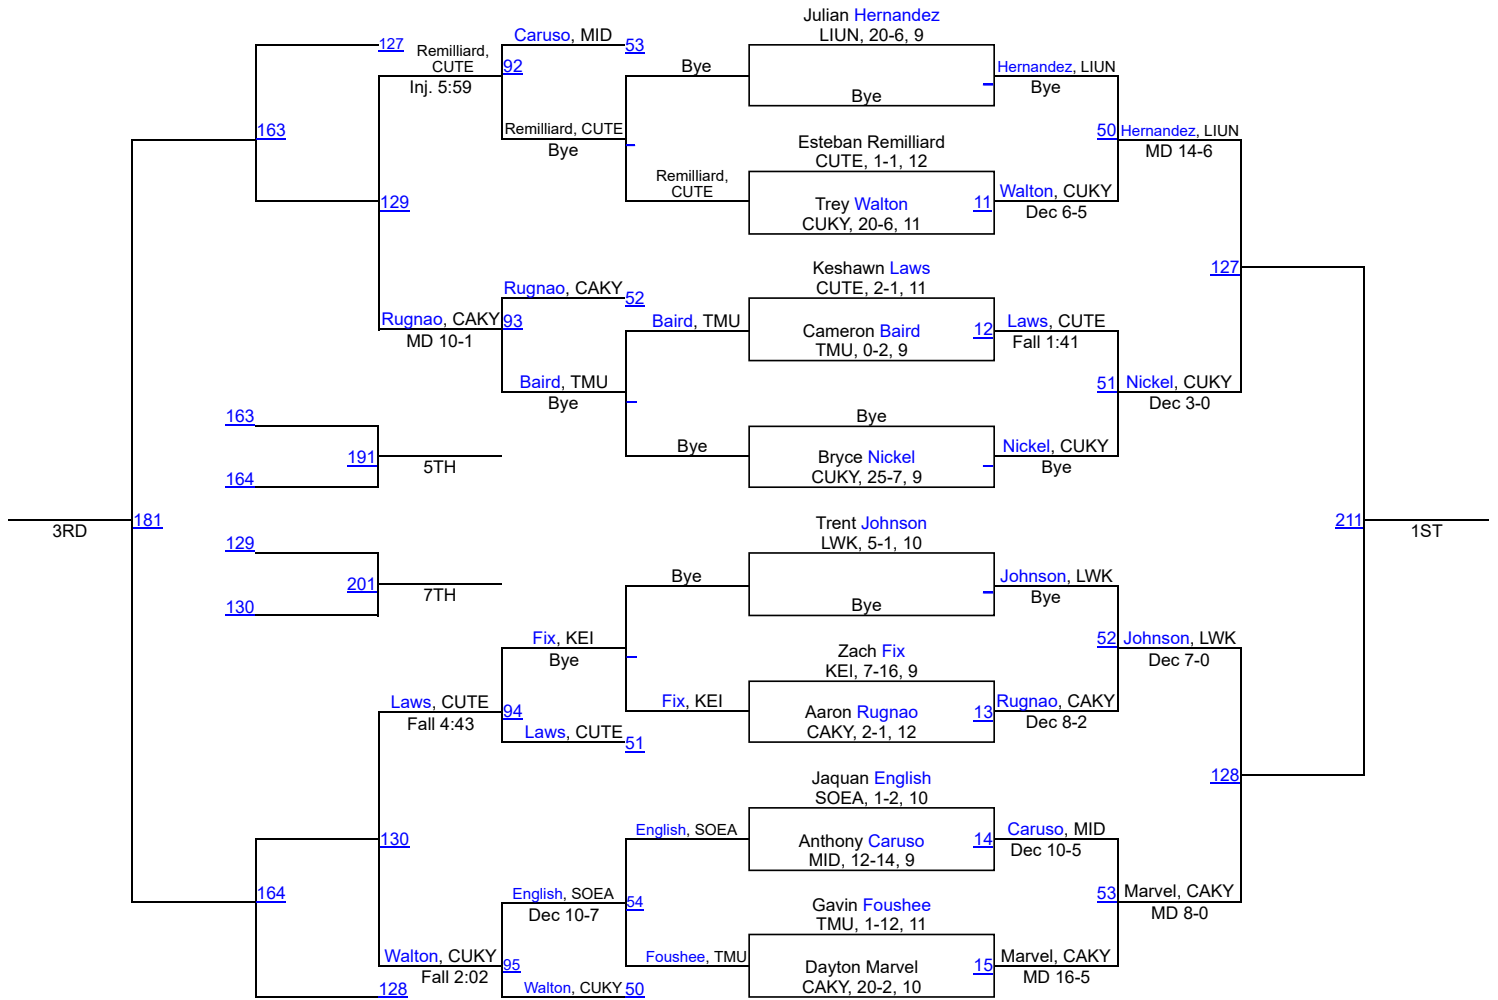 Julian Hernandez
LIUN, 20-6, 9
Bye
Bye
Hernandez, LIUN
Bye
127
Remilliard,
CUTE
Inj. 5:59
Caruso, MID
53
92
Remilliard, CUTE
Bye
Esteban Remilliard
CUTE, 1-1, 12
Remilliard,
CUTE
Trey Walton
CUKY, 20-6, 11
11
Walton, CUKY
Dec 6-5
50
Hernandez, LIUN
MD 14-6
163
129
Keshawn Laws
CUTE, 2-1, 11
Cameron Baird
TMU, 0-2, 9
12
Laws, CUTE
Fall 1:41
127
Rugnao, CAKY
52
Rugnao, CAKY
MD 10-1
93
Baird, TMU
Baird, TMU
Bye
51
Nickel, CUKY
Dec 3-0
Bye
Bye
Bryce Nickel
CUKY, 25-7, 9
Nickel, CUKY
Bye
163
191
5TH
164
3RD
181
211
1ST
129
201
7TH
130
Trent Johnson
LWK, 5-1, 10
Bye
Bye
Johnson, LWK
Bye
Fix, KEI
Bye
52
Johnson, LWK
Dec 7-0
Zach Fix
KEI, 7-16, 9
Fix, KEI
Aaron Rugnao
CAKY, 2-1, 12
13
Rugnao, CAKY
Dec 8-2
Laws, CUTE
Fall 4:43
94
Laws, CUTE
51
128
Jaquan English
SOEA, 1-2, 10
English, SOEA
Anthony Caruso
MID, 12-14, 9
14
Caruso, MID
Dec 10-5
130
164
English, SOEA
Dec 10-7
54
53
Marvel, CAKY
MD 8-0
Gavin Foushee
TMU, 1-12, 11
Foushee, TMU
Dayton Marvel
CAKY, 20-2, 10
15
Marvel, CAKY
MD 16-5
Walton, CUKY
Fall 2:02
95
Walton, CUKY
50
128